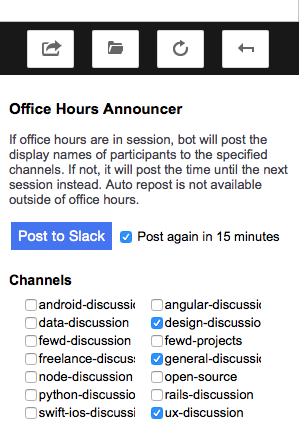 Office Hours Announcer
If office hours are in session, bot will post the
display names of participants to the specified
channels. If not, it will post the time until the next
session instead. Auto repost is not available
outside of office hours.
Post to Slack Post again in 15 minutes
Channels
android-discussio angular-discussio
data-discussion design-discussio
fewd-discussion fewd-projects
freelance-discuss general-discussio
node-discussion open-source
python-discussio rails-discussion
swift-ios-discussi ux-discussion